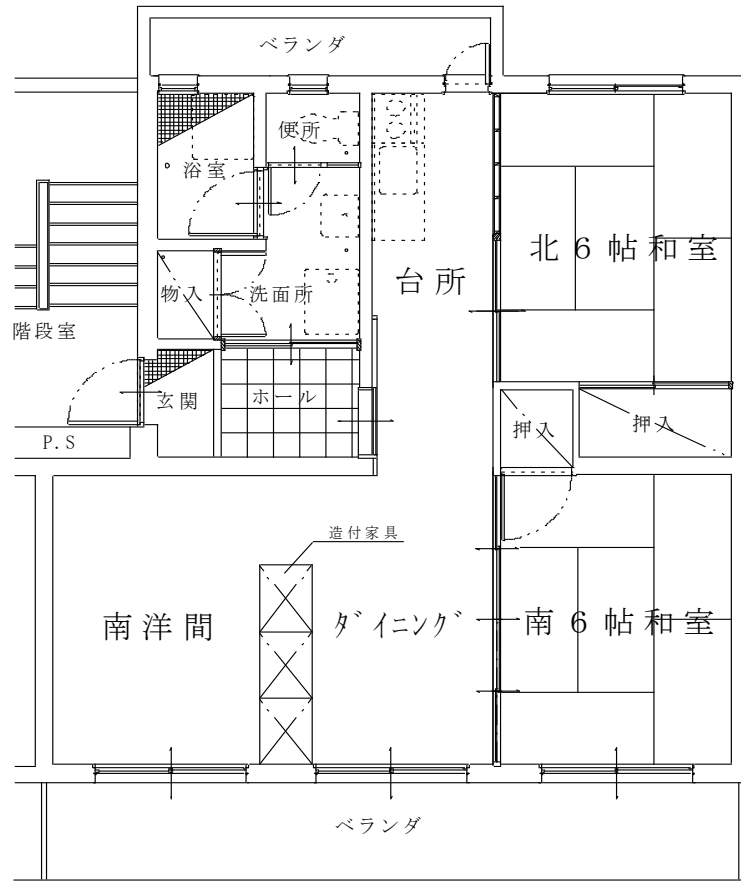 ベランダ
便所
浴室
北６帖和室
台所
物入
洗面所
階段室
玄関
ホール
押入
押入
P.S
造付家具
南洋間
ダイニング
南６帖和室
ベランダ